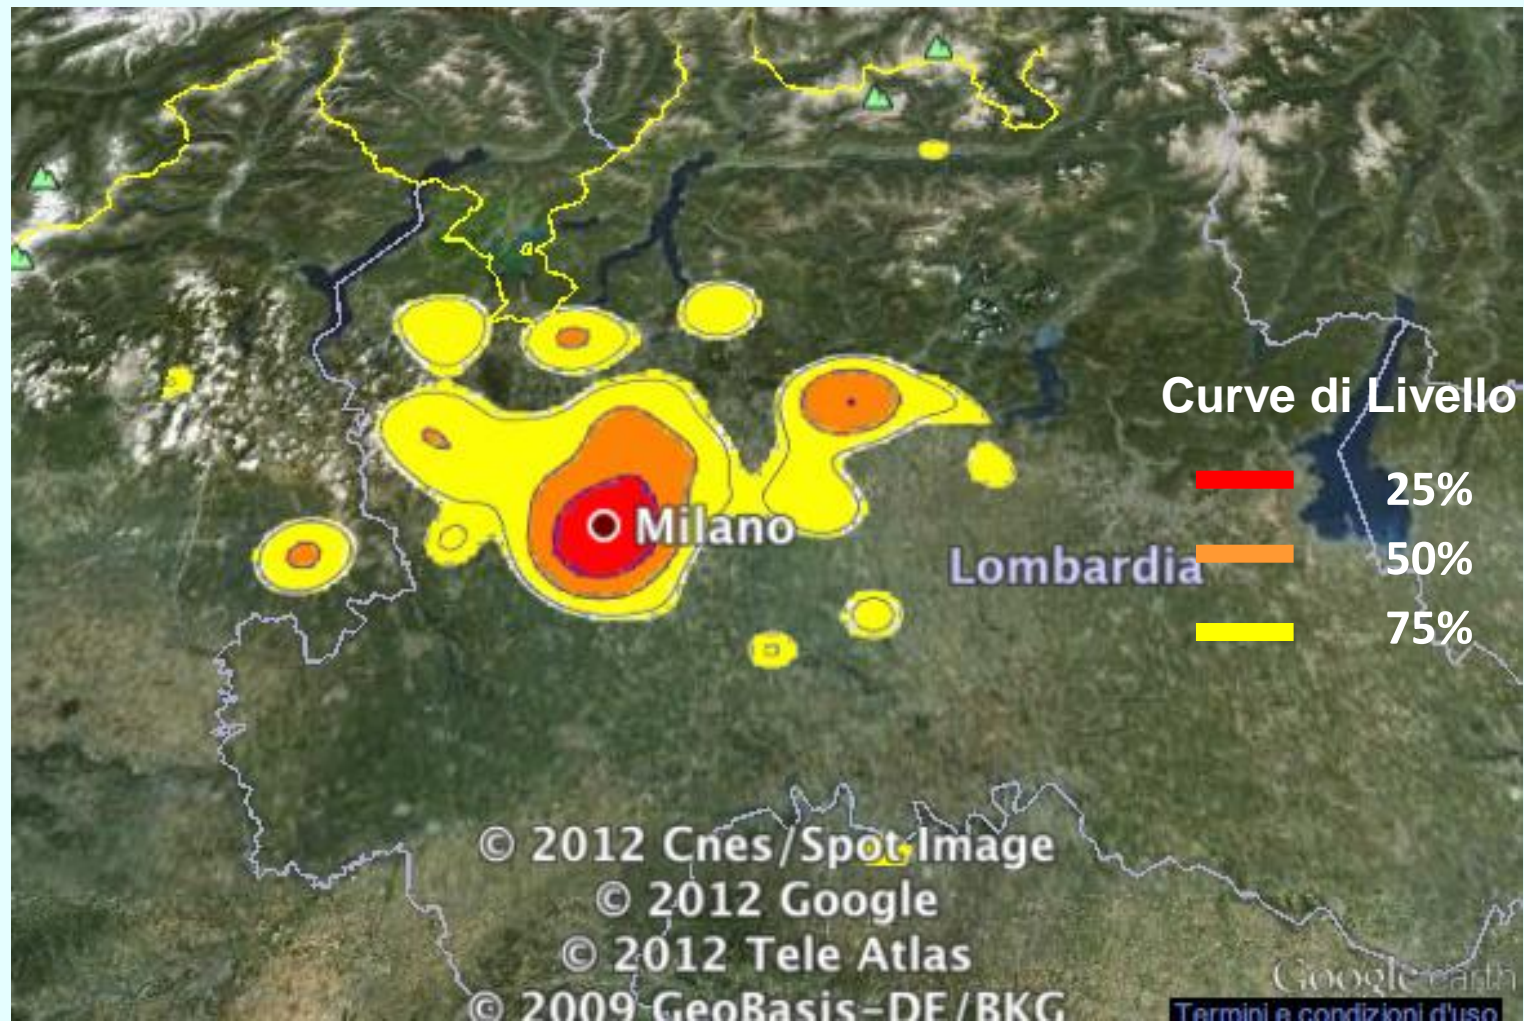 Curve di Livello
25%
Milano
50%
Lombardia
75%
© 2012 Cnes/Spot Image
© 2012 Google
© 2012 Tele Atlas
Google earth
© 2009 GeoBasis-DE/BKG
Termini e condizioni d'uso